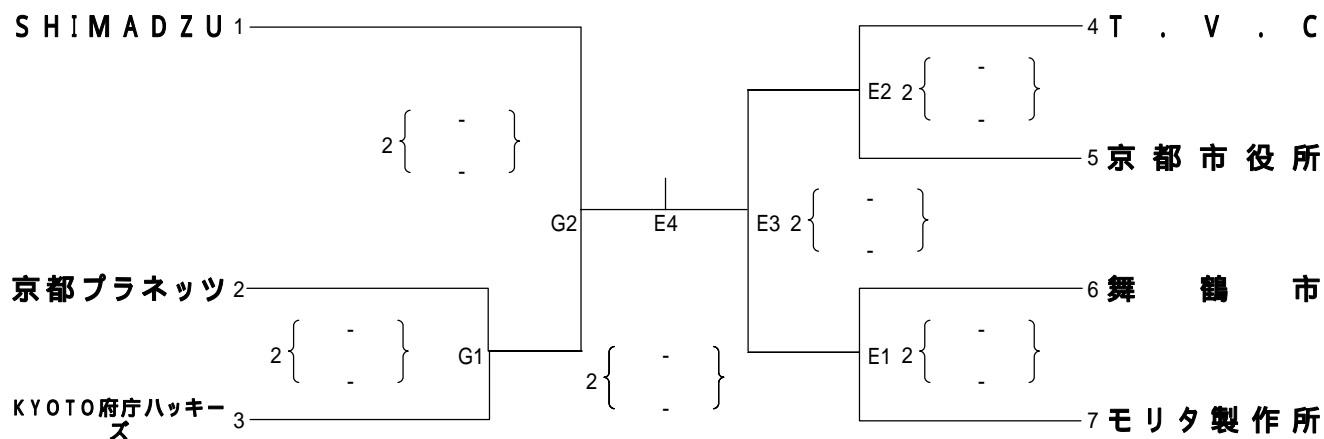 SHIMADZU 1
4 T.V.C
-
E2 2
-
-
2
-
5 京都市役所
-
G2
E4
E3 2
-
京都プラネッツ 2
6 舞鶴市
-
2
G1
-
-
2
-
-
E1 2
-
KYOTO府庁ハッキー
ズ
3
7 モリタ製作所